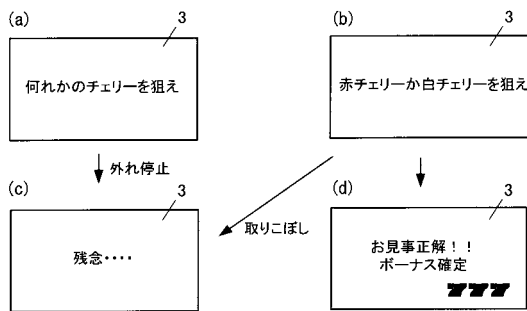 (a)
3
何れかのチェリーを狙え
(b)
3
赤チェリーか白チェリーを狙え
外れ停止
取りこぼし
(c)
3
残念････
(d)
3
お見事正解！！
ボーナス確定
777